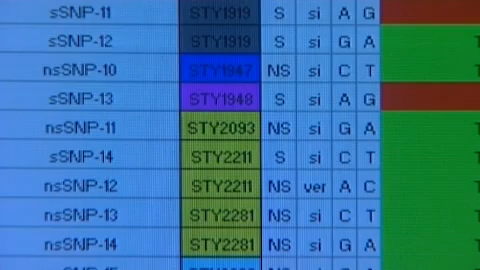 sSNP-11 STY1919 S si A G
sSNP-12 STY1919 S si G A
nsSNP-10 STY1947 NS si C T
sSNP-13 STY1948 S si A G
nsSNP-11 STY2093 NS si G A
sSNP-14 STY2211 S si C T
nsSNP-12 STY2211 NS ver A C
nsSNP-13 STY2281 NS si C T
nsSNP-14 STY2281 NS si G A